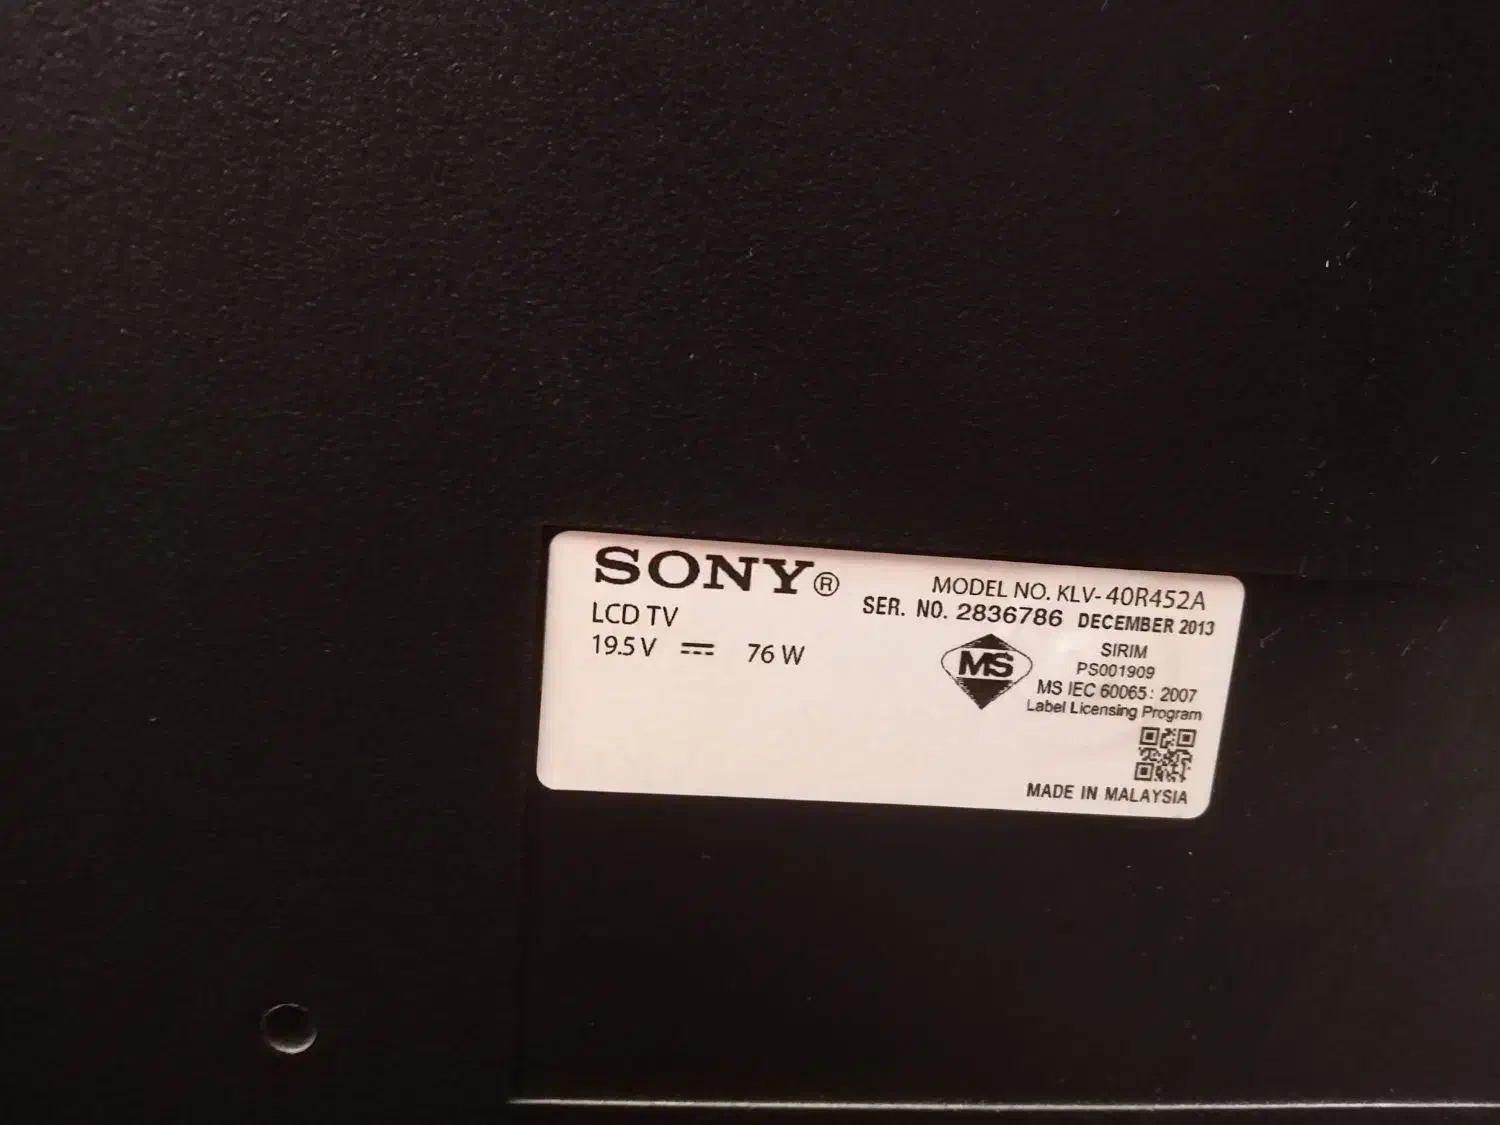 SONY®
LCD TV
19.5 V ⎓ 76 W
MODEL NO. KLV-40R452A
SER. NO. 2836786 DECEMBER 2013
MS
SIRIM
PS001909
MS IEC 60065 : 2007
Label Licensing Program
MADE IN MALAYSIA